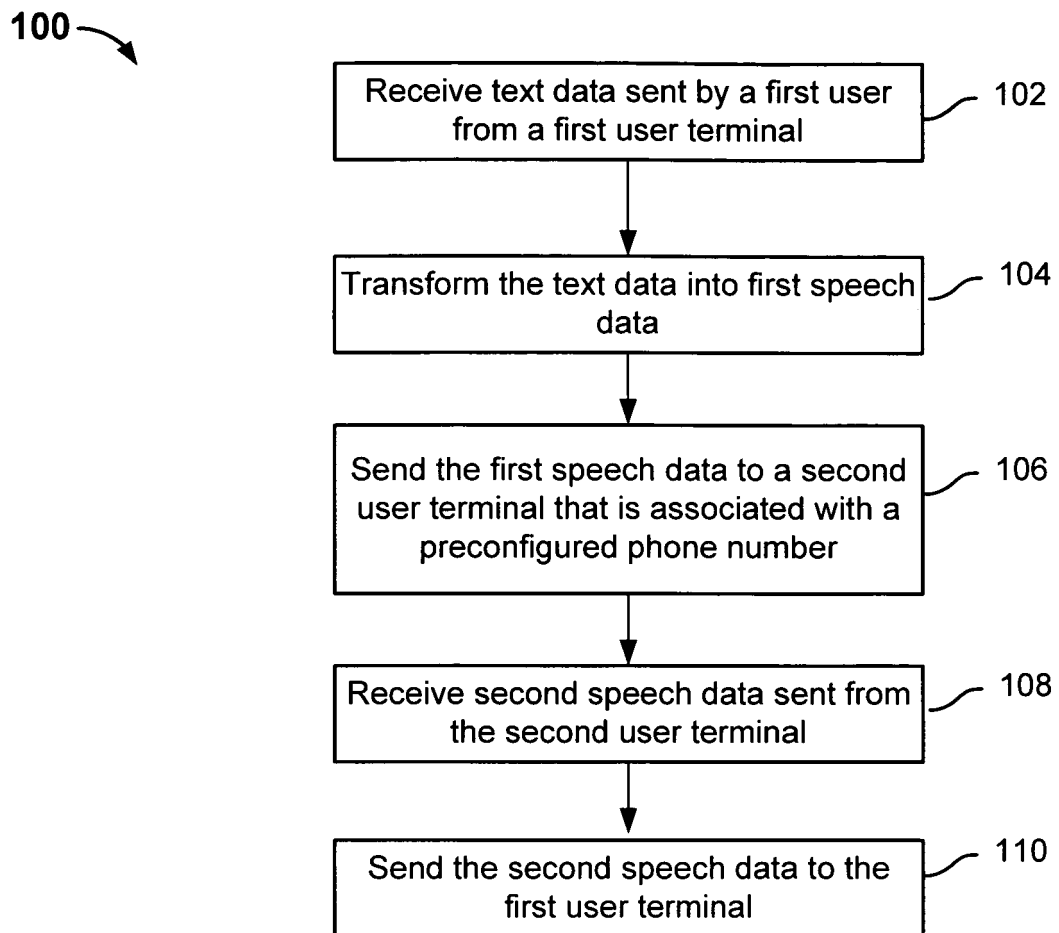 100
Receive text data sent by a first user
from a first user terminal
102
Transform the text data into first speech
data
104
Send the first speech data to a second
user terminal that is associated with a
preconfigured phone number
106
Receive second speech data sent from
the second user terminal
108
Send the second speech data to the
first user terminal
110